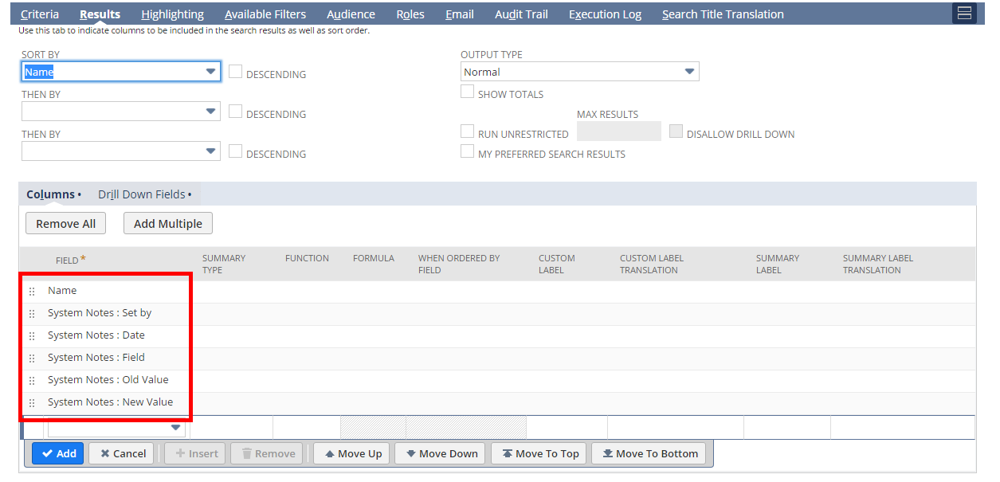 Criteria Results Highlighting Available Filters Audience Roles Email Audit Trail Execution Log Search Title Translation
Use this tab to indicate columns to be included in the search results as well as sort order.
SORT BY
Name
DESCENDING
THEN BY
DESCENDING
THEN BY
DESCENDING
OUTPUT TYPE
Normal
SHOW TOTALS
MAX RESULTS
RUN UNRESTRICTED
DISALLOW DRILL DOWN
MY PREFERRED SEARCH RESULTS
Columns • Drill Down Fields •
Remove All Add Multiple
FIELD* SUMMARY TYPE FUNCTION FORMULA WHEN ORDERED BY FIELD CUSTOM LABEL CUSTOM LABEL TRANSLATION SUMMARY LABEL SUMMARY LABEL TRANSLATION
Name
System Notes : Set by
System Notes : Date
System Notes : Field
System Notes : Old Value
System Notes : New Value
Add Cancel Insert Remove Move Up Move Down Move To Top Move To Bottom